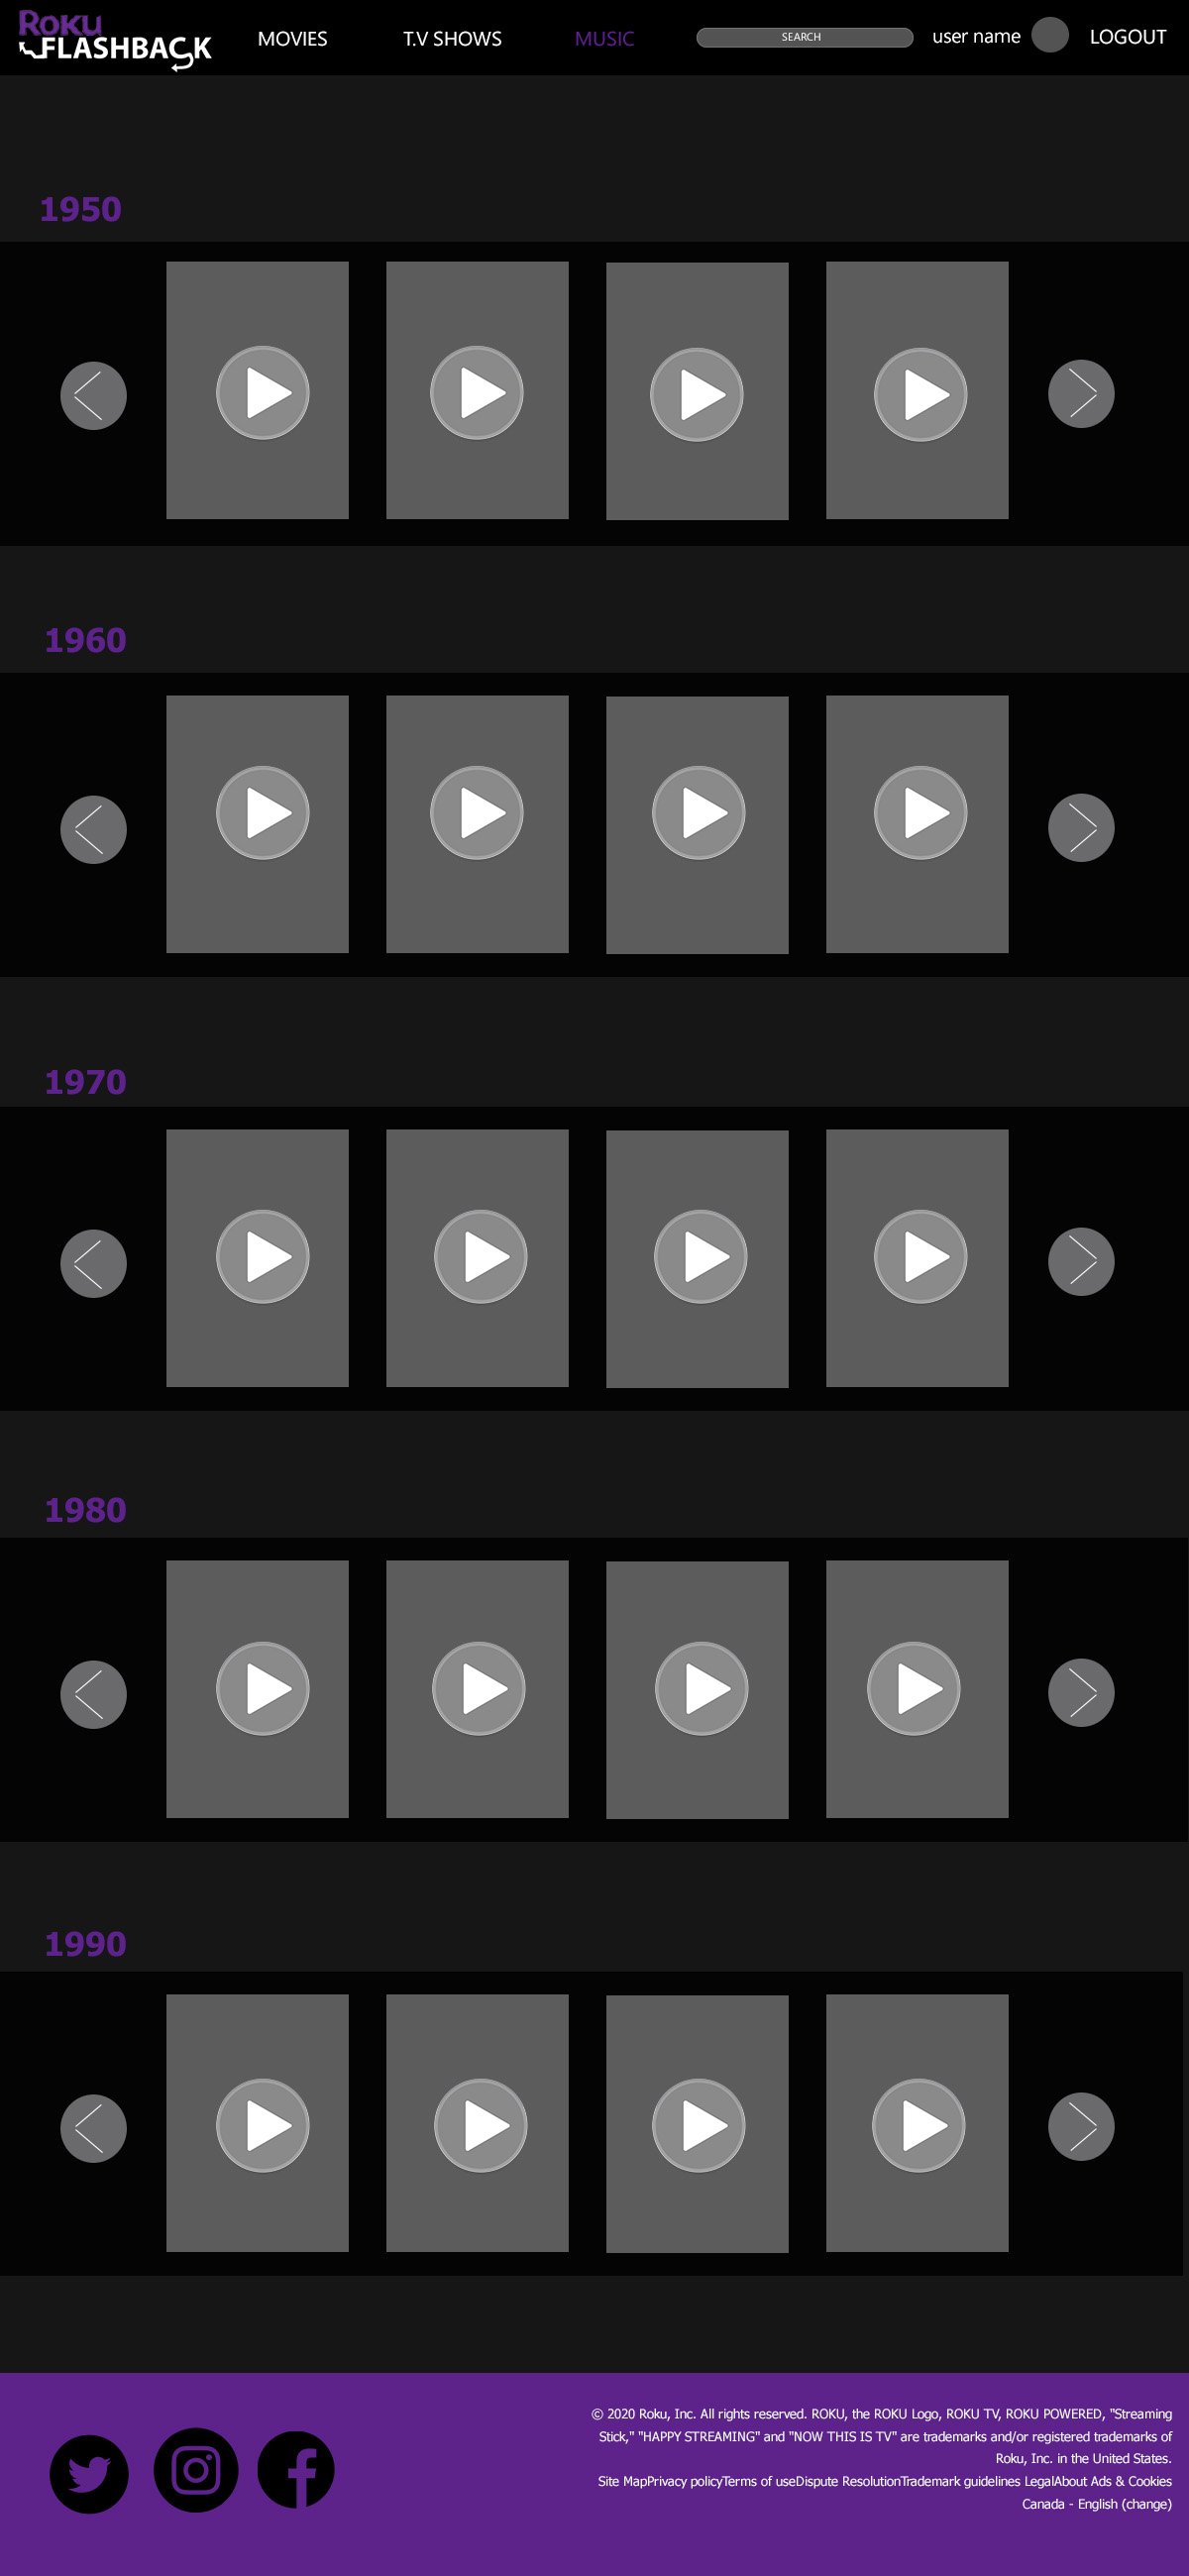 Roku
FLASHBACK
MOVIES
T.V SHOWS
MUSIC
SEARCH
user name
LOGOUT
1950
1960
1970
1980
1990
© 2020 Roku, Inc. All rights reserved. ROKU, the ROKU Logo, ROKU TV, ROKU POWERED, "Streaming
Stick," "HAPPY STREAMING" and "NOW THIS IS TV" are trademarks and/or registered trademarks of
Roku, Inc. in the United States.
Site MapPrivacy policyTerms of useDispute ResolutionTrademark guidelines LegalAbout Ads & Cookies
Canada - English (change)